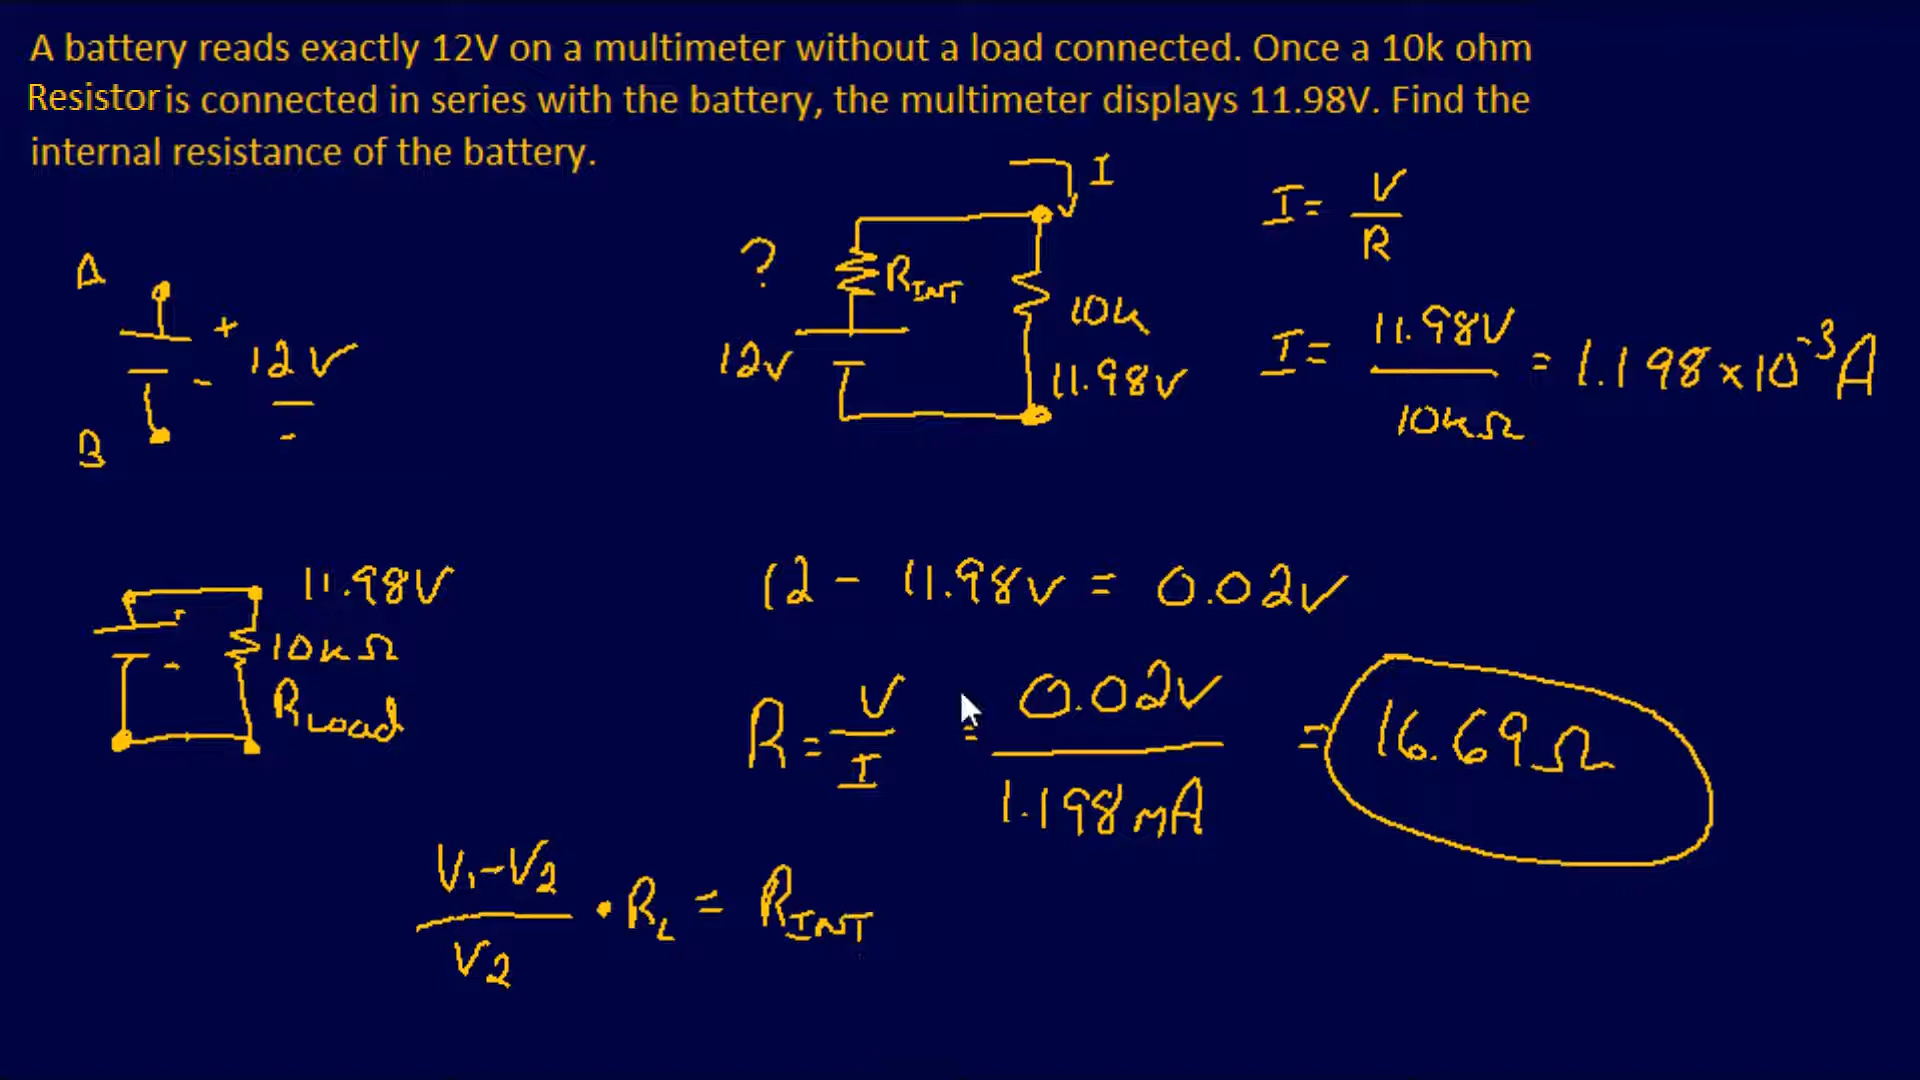 A battery reads exactly 12V on a multimeter without a load connected. Once a 10k ohm
Resistor is connected in series with the battery, the multimeter displays 11.98V. Find the
internal resistance of the battery.
A
+
12V
-
B
I
?
RINT
10k
12V
11.98V
I = V/R
I = 11.98V/10kΩ = 1.198×10⁻³A
11.98V
+
10kΩ
-
RLoad
12 - 11.98V = 0.02V
R = V/I = 0.02V/1.198mA = 16.69Ω
V₁-V₂/V2 • RL = RINT